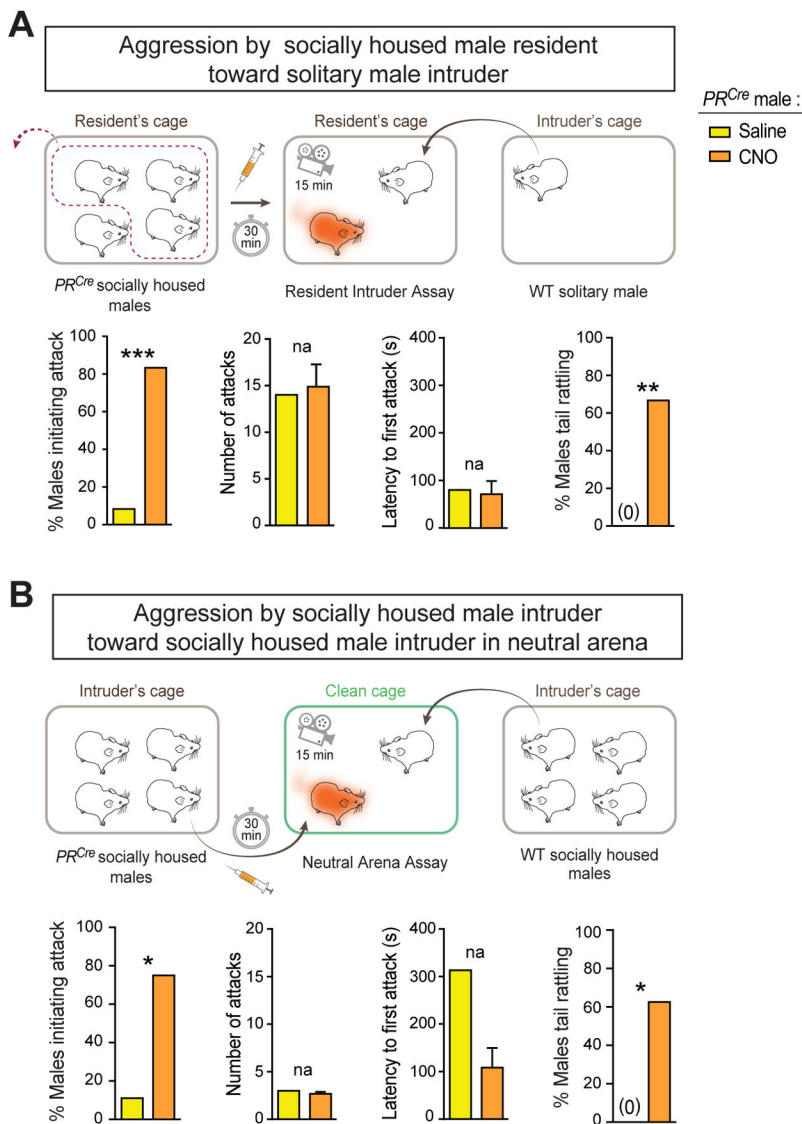 A
Aggression by socially housed male resident
toward solitary male intruder
PRCre male :
Saline
CNO
Resident's cage
Resident's cage
Intruder's cage
15 min
30
min
PRCre socially housed
males
Resident Intruder Assay
WT solitary male
% Males initiating attack
100
80
60
40
20
0
***
Number of attacks
20
15
10
5
0
na
Latency to first attack (s)
400
300
200
100
0
na
% Males tail rattling
100
80
60
40
20
0
(0)
**
B
Aggression by socially housed male intruder
toward socially housed male intruder in neutral arena
Intruder's cage
Clean cage
Intruder's cage
15 min
30
min
PRCre socially housed
males
Neutral Arena Assay
WT socially housed
males
% Males initiating attack
100
80
60
40
20
0
*
Number of attacks
20
15
10
5
0
na
Latency to first attack (s)
400
300
200
100
0
na
% Males tail rattling
100
80
60
40
20
0
(0)
*